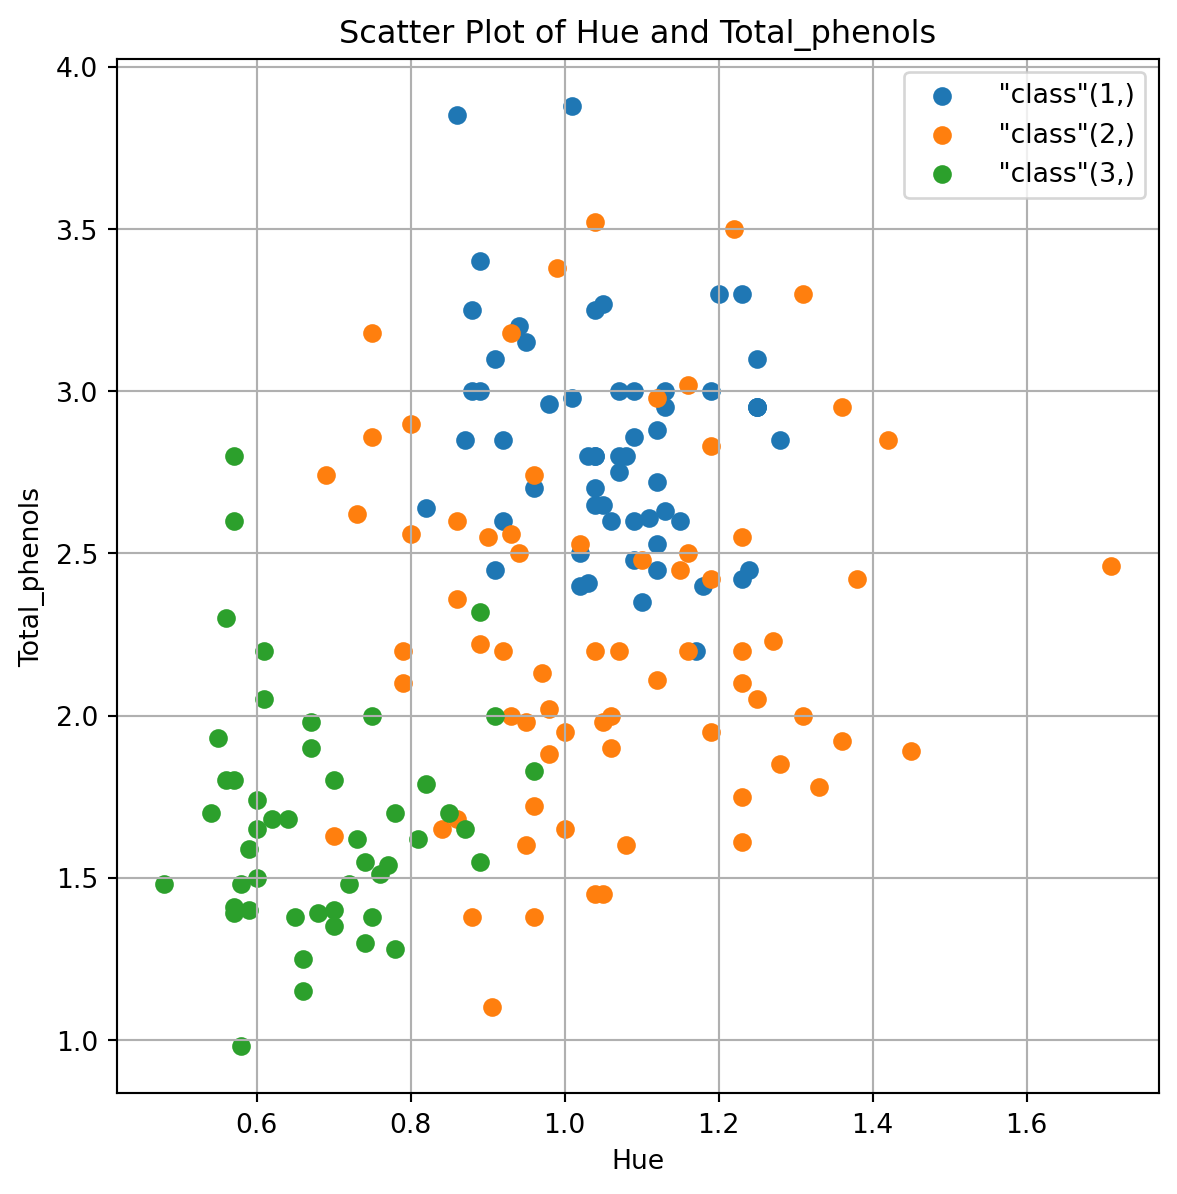 Scatter Plot of Hue and Total_phenols
"class"(1,)
"class"(2,)
"class"(3,)
Total_phenols
4.0
3.5
3.0
2.5
2.0
1.5
1.0
0.6 0.8 1.0 1.2 1.4 1.6
Hue